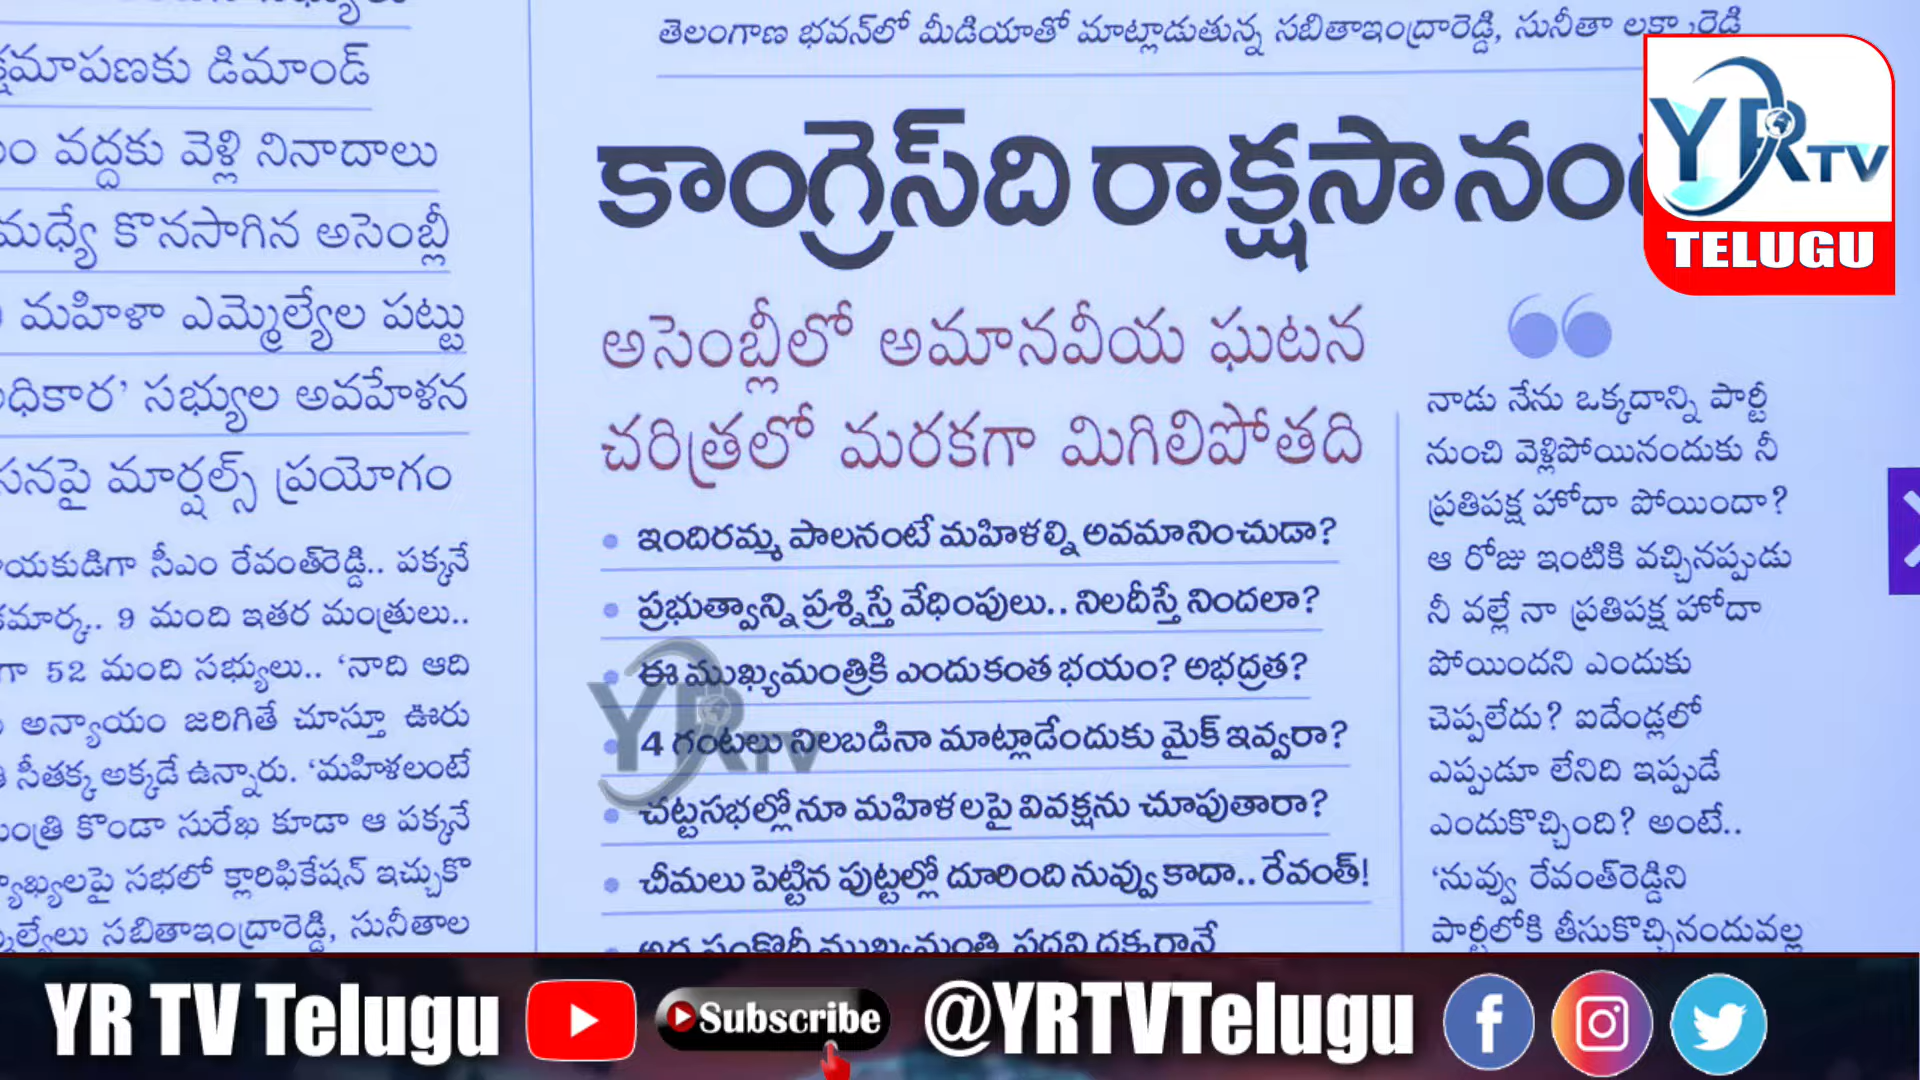 క్షమాపణకు డిమాండ్
వద్దకు వెళ్లి నినాదాలు
మధ్యే కొనసాగిన అసెంబ్లీ
మహిళా ఎమ్మెల్యేల పట్టు
సభ్యుల అవహేళన
మార్షల్స్ ప్రయోగం
సీఎం రేవంత్‌రెడ్డి.. పక్కనే
9 మంది ఇతర మంత్రులు..
52 మంది సభ్యులు.. ‘నాది ఆది
అన్యాయం జరిగితే చూస్తూ ఊరు
సీతక్క అక్కడే ఉన్నారు. ‘మహిళలంటే
కొండా సురేఖ కూడా ఆ పక్కనే
సభలో క్లారిఫికేషన్ ఇచ్చుకొ
సబితాఇంద్రారెడ్డి, సునీతాల
తెలంగాణ భవన్‌లో మీడియాతో మాట్లాడుతున్న సబితాఇంద్రారెడ్డి, సునీతా లక్ష్మారెడ్డి
కాంగ్రెస్‌ది
అసెంబ్లీలో అమానవీయ ఘటన
చరిత్రలో మరకగా మిగిలిపోతది
• ఇందిరమ్మ పాలనంటే మహిళల్ని అవమానించుడా?
• ప్రభుత్వాన్ని ప్రశ్నిస్తే వేధింపులు.. నిలదీస్తే నిందలా?
• ఈ ముఖ్యమంత్రికి ఎందుకంత భయం? అభద్రత?
• 4 గంటలు నిలబడినా మాట్లాడేందుకు మైక్ ఇవ్వరా?
• చట్టసభల్లోనూ మహిళలపై వివక్షను చూపుతారా?
• చీమలు పెట్టిన పుట్టల్లో దూరింది నువ్వు కాదా.. రేవంత్!
నాడు నేను ఒక్కదాన్ని పార్టీ
నుంచి వెళ్లిపోయినందుకు నీ
ప్రతిపక్ష హోదా పోయిందా?
ఆ రోజు ఇంటికి వచ్చినప్పుడు
నీ వల్లే నా ప్రతిపక్ష హోదా
పోయిందని ఎందుకు
చెప్పలేదు? ఐదేండ్లలో
ఎప్పుడూ లేనిది ఇప్పుడే
ఎందుకొచ్చింది? అంటే..
‘నువ్వు రేవంత్‌రెడ్డిని
పార్టీలోకి తీసుకొచ్చినందువల్ల
YR TV
TELUGU
YR TV
YR TV Telugu
Subscribe
@YRTVTelugu